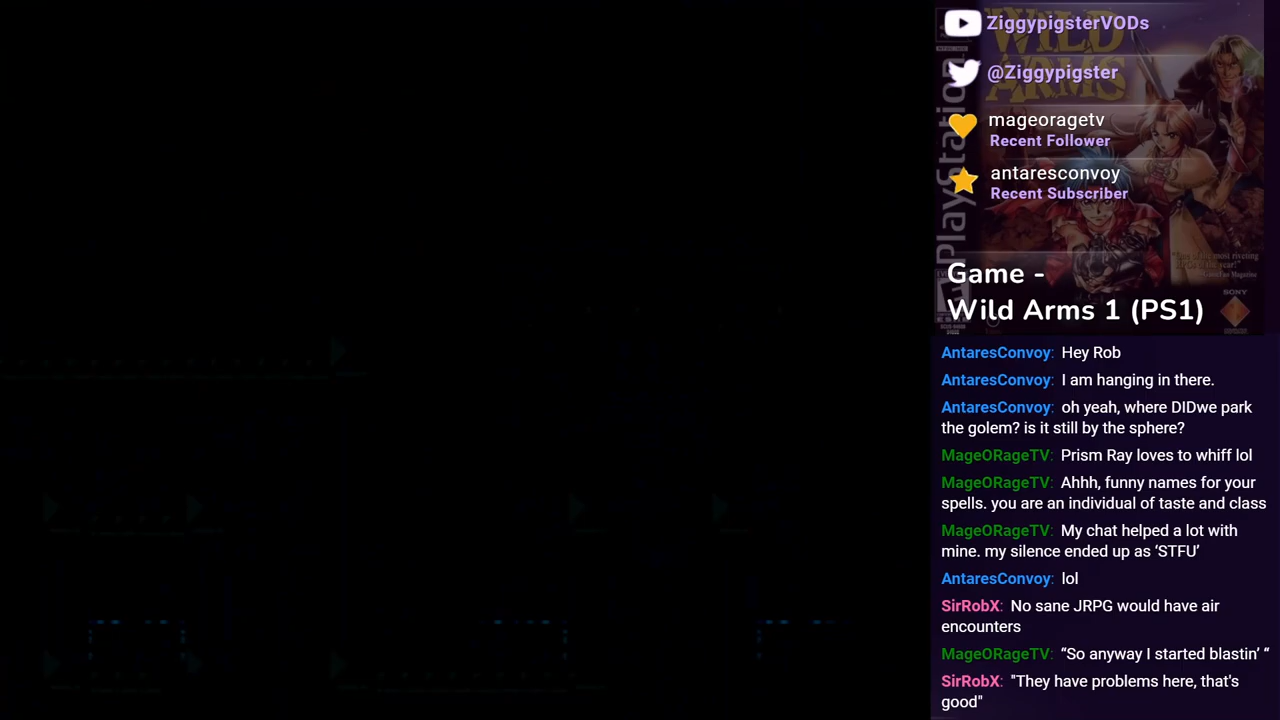 ZiggypigsterVODs
@Ziggypigster
mageoragetv
Recent Follower
antaresconvoy
Recent Subscriber
WILD
ARMS
PlayStation
Game -
Wild Arms 1 (PS1)
SONY
AntaresConvoy: Hey Rob
AntaresConvoy: I am hanging in there.
AntaresConvoy: oh yeah, where DIDwe park
the golem? is it still by the sphere?
MageORageTV: Prism Ray loves to whiff lol
MageORageTV: Ahhh, funny names for your
spells. you are an individual of taste and class
MageORageTV: My chat helped a lot with
mine. my silence ended up as ‘STFU’
AntaresConvoy: lol
SirRobX: No sane JRPG would have air
encounters
MageORageTV: “So anyway I started blastin’ “
SirRobX: "They have problems here, that's
good"